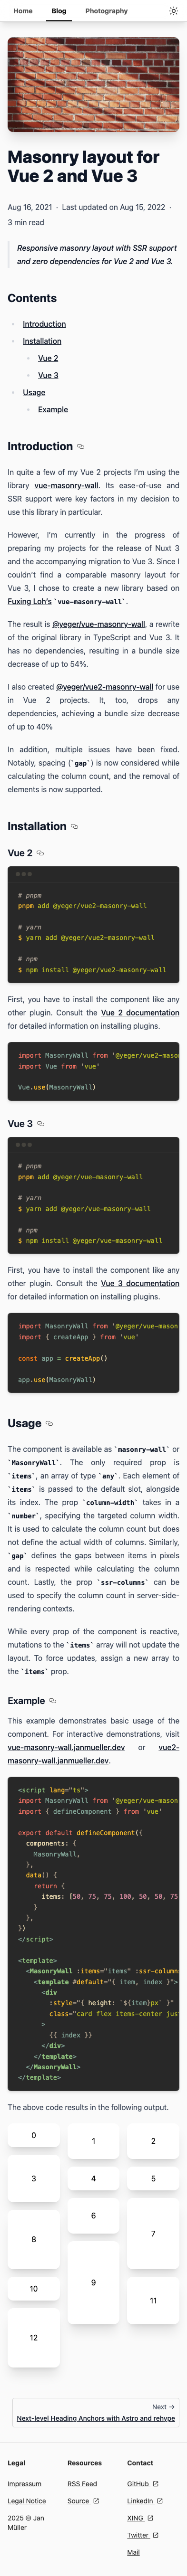 Home Blog Photography
Masonry layout for
Vue 2 and Vue 3
Aug 16, 2021 · Last updated on Aug 15, 2022 ·
3 min read
Responsive masonry layout with SSR support
and zero dependencies for Vue 2 and Vue 3.
Contents
Introduction
Installation
Vue 2
Vue 3
Usage
Example
Introduction
In quite a few of my Vue 2 projects I'm using the
library vue-masonry-wall. Its ease-of-use and
SSR support were key factors in my decision to
use this library in particular.
However, I'm currently in the progress of
preparing my projects for the release of Nuxt 3
and the accompanying migration to Vue 3. Since I
couldn't find a comparable masonry layout for
Vue 3, I chose to create a new library based on
Fuxing Loh's `vue-masonry-wall`.
The result is @yeger/vue-masonry-wall, a rewrite
of the original library in TypeScript and Vue 3. It
has no dependencies, resulting in a bundle size
decrease of up to 54%.
I also created @yeger/vue2-masonry-wall for use
in Vue 2 projects. It, too, drops any
dependencies, achieving a bundle size decrease
of up to 40%
In addition, multiple issues have been fixed.
Notably, spacing (`gap`) is now considered while
calculating the column count, and the removal of
elements is now supported.
Installation
Vue 2
# pnpm
pnpm add @yeger/vue2-masonry-wall
# yarn
$ yarn add @yeger/vue2-masonry-wall
# npm
$ npm install @yeger/vue2-masonry-wall
First, you have to install the component like any
other plugin. Consult the Vue 2 documentation
for detailed information on installing plugins.
import MasonryWall from '@yeger/vue2-mason
import Vue from 'vue'
Vue.use(MasonryWall)
Vue 3
# pnpm
pnpm add @yeger/vue-masonry-wall
# yarn
$ yarn add @yeger/vue-masonry-wall
# npm
$ npm install @yeger/vue-masonry-wall
First, you have to install the component like any
other plugin. Consult the Vue 3 documentation
for detailed information on installing plugins.
import MasonryWall from '@yeger/vue-mason
import { createApp } from 'vue'
const app = createApp()
app.use(MasonryWall)
Usage
The component is available as `masonry-wall` or
`MasonryWall`. The only required prop is
`items`, an array of type `any`. Each element of
`items` is passed to the default slot, alongside
its index. The prop `column-width` takes in a
`number`, specifying the targeted column width.
It is used to calculate the column count but does
not define the actual width of columns. Similarly,
`gap` defines the gaps between items in pixels
and is respected while calculating the column
count. Lastly, the prop `ssr-columns` can be
used to specify the column count in server-side-
rendering contexts.
While every prop of the component is reactive,
mutations to the `items` array will not update the
layout. To force updates, assign a new array to
the `items` prop.
Example
This example demonstrates basic usage of the
component. For interactive demonstrations, visit
vue-masonry-wall.janmueller.dev or vue2-
masonry-wall.janmueller.dev.
<script lang="ts">
import MasonryWall from '@yeger/vue-mason
import { defineComponent } from 'vue'
export default defineComponent({
components: {
MasonryWall,
},
data() {
return {
items: [50, 75, 75, 100, 50, 50, 75
}
},
})
</script>
<template>
<MasonryWall :items="items" :ssr-column
<template #default="{ item, index }">
<div
:style="{ height: `${item}px` }"
class="card flex items-center jus
>
{{ index }}
</div>
</template>
</MasonryWall>
</template>
The above code results in the following output.
0
1
2
3
4
5
6
7
8
9
10
11
12
Next →
Next-level Heading Anchors with Astro and rehype
Legal
Impressum
Legal Notice
2025 © Jan
Müller
Resources
RSS Feed
Source
Contact
GitHub
LinkedIn
XING
Twitter
Mail